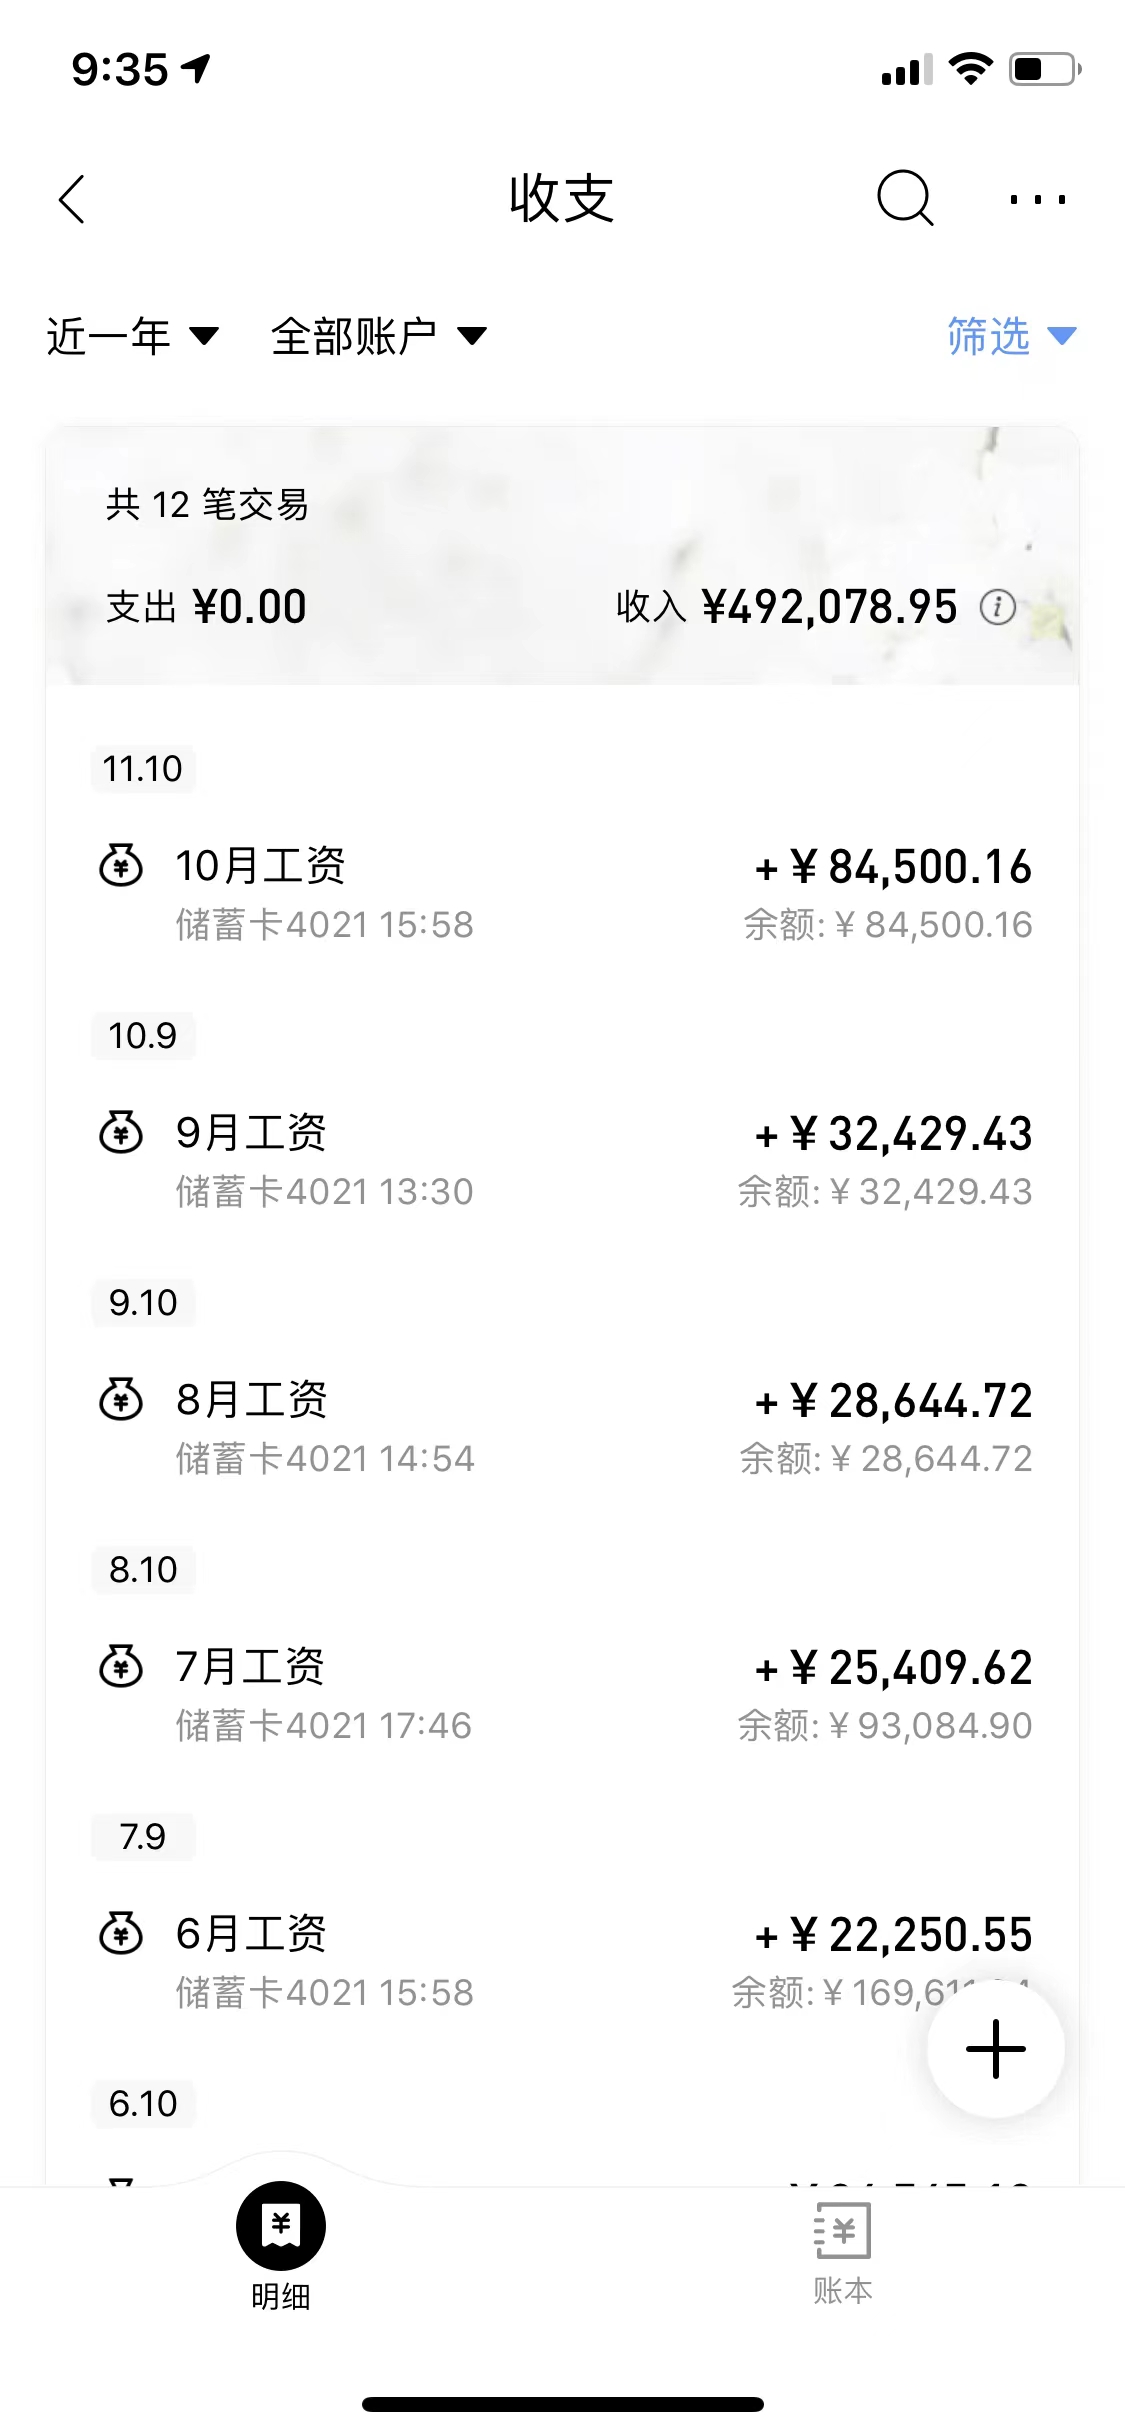 9:35
收支
近一年 全部账户 筛选
共 12 笔交易
支出 ¥0.00 收入 ¥492,078.95
11.10
10月工资 + ¥ 84,500.16
储蓄卡4021 15:58 余额: ¥ 84,500.16
10.9
9月工资 + ¥ 32,429.43
储蓄卡4021 13:30 余额: ¥ 32,429.43
9.10
8月工资 + ¥ 28,644.72
储蓄卡4021 14:54 余额: ¥ 28,644.72
8.10
7月工资 + ¥ 25,409.62
储蓄卡4021 17:46 余额: ¥ 93,084.90
7.9
6月工资 + ¥ 22,250.55
储蓄卡4021 15:58 余额: ¥
6.10
明细 账本